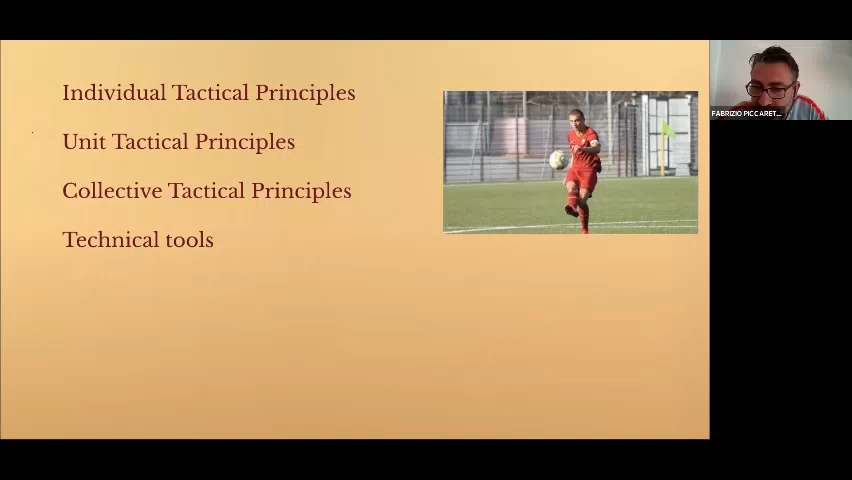 Individual Tactical Principles
Unit Tactical Principles
Collective Tactical Principles
Technical tools
FABRIZIO PICCARET...